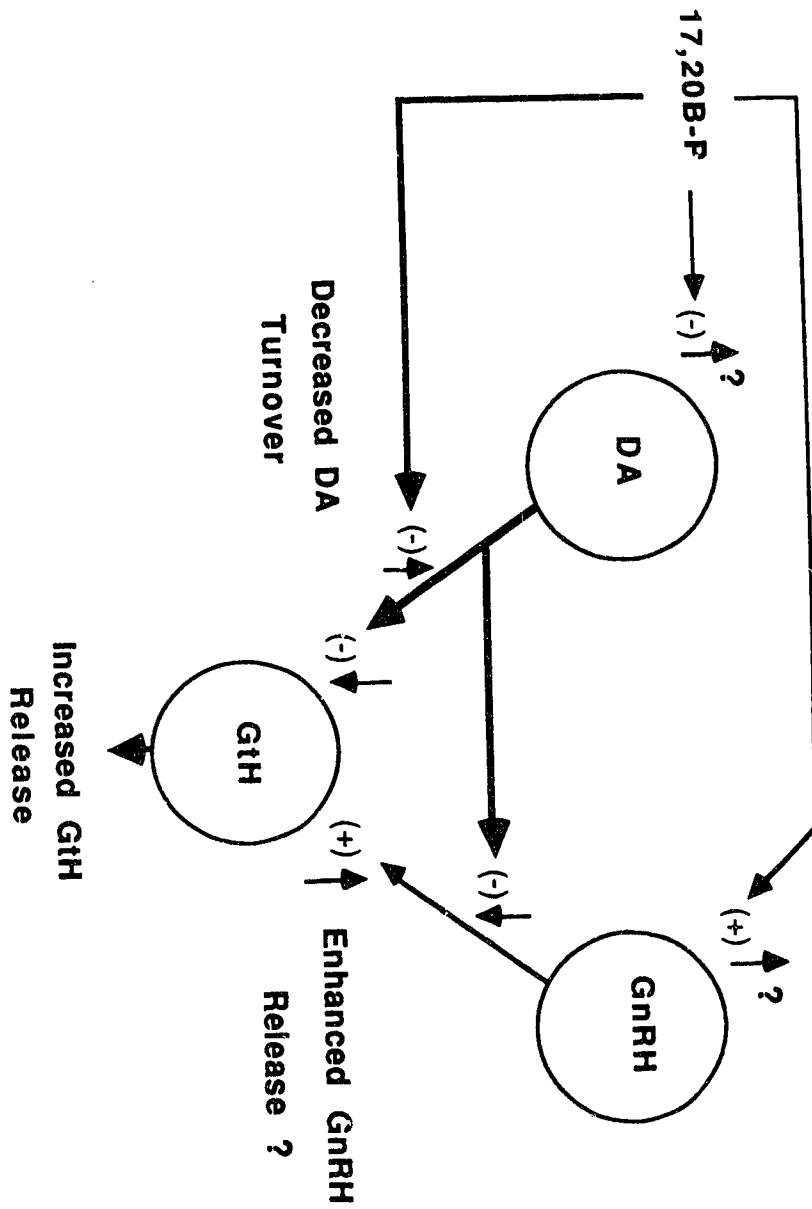 17,20B-P
(-)
?
DA
(+)
?
GnRH
(-)
(-)
Decreased DA
Turnover
(-)
(+)
Enhanced GnRH
Release ?
GtH
Increased GtH
Release